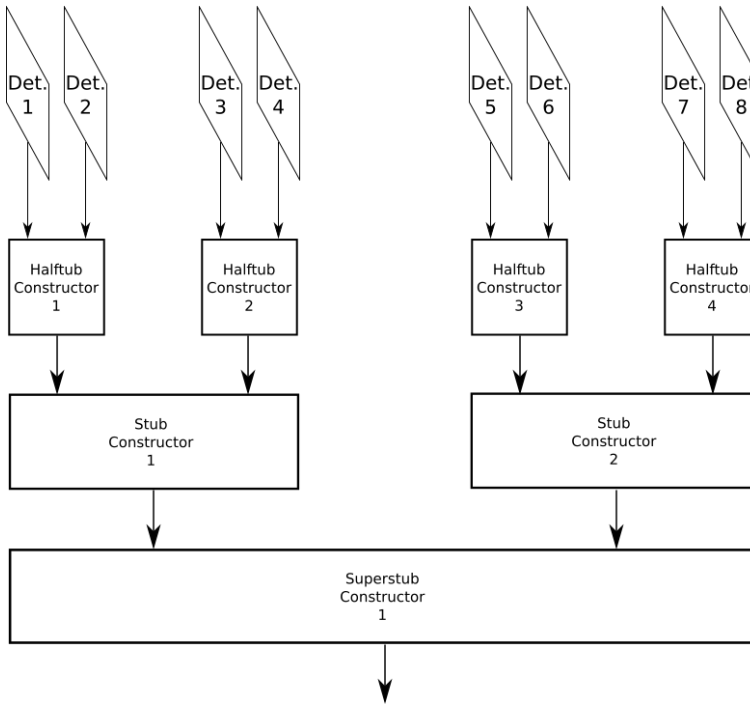 Det.
1
Det.
2
Det.
3
Det.
4
Det.
5
Det.
6
Det.
7
Det.
8
Halftub
Constructor
1
Halftub
Constructor
2
Halftub
Constructor
3
Halftub
Constructor
4
Stub
Constructor
1
Stub
Constructor
2
Superstub
Constructor
1